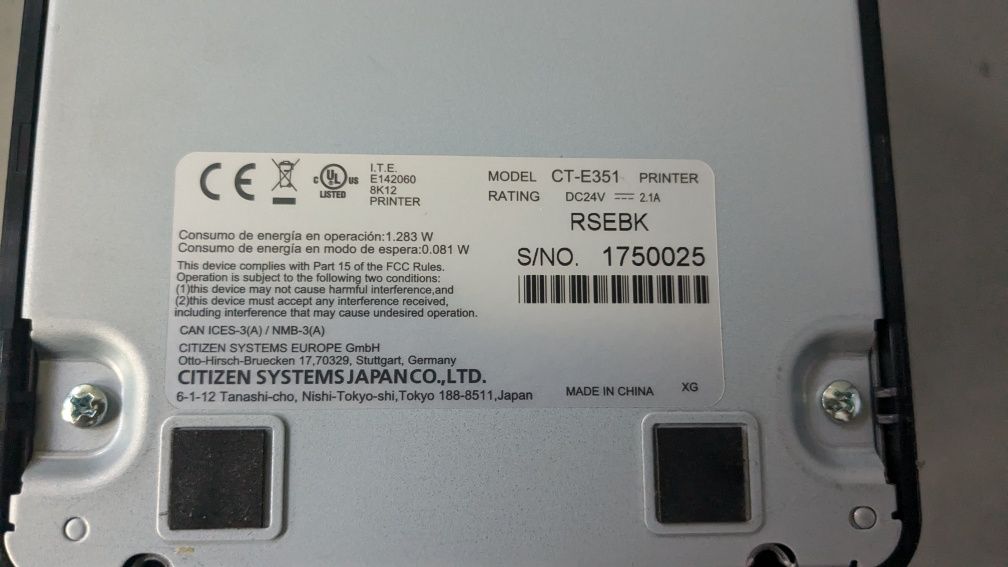 CE
c UL us
LISTED
I.T.E.
E142060
8K12
PRINTER
MODEL CT-E351 PRINTER
RATING DC24V ⎓ 2.1A
RSEBK
S/NO. 1750025
Consumo de energía en operación:1.283 W
Consumo de energía en modo de espera:0.081 W
This device complies with Part 15 of the FCC Rules.
Operation is subject to the following two conditions:
(1)this device may not cause harmful interference,and
(2)this device must accept any interference received,
including interference that may cause undesired operation.
CAN ICES-3(A) / NMB-3(A)
CITIZEN SYSTEMS EUROPE GmbH
Otto-Hirsch-Bruecken 17,70329, Stuttgart, Germany
CITIZEN SYSTEMS JAPAN CO.,LTD.
6-1-12 Tanashi-cho, Nishi-Tokyo-shi,Tokyo 188-8511,Japan
MADE IN CHINA XG